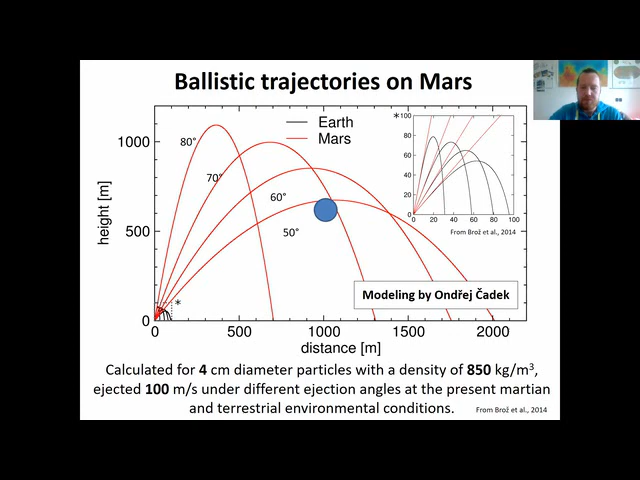 Ballistic trajectories on Mars
Earth
Mars
*
100
80
60
40
20
0
0 20 40 60 80 100
From Brož et al., 2014
80°
70°
60°
50°
1000
500
0
*
height [m]
0 500 1000 1500 2000
distance [m]
Modeling by Ondřej Čadek
Calculated for 4 cm diameter particles with a density of 850 kg/m³,
ejected 100 m/s under different ejection angles at the present martian
and terrestrial environmental conditions.
From Brož et al., 2014